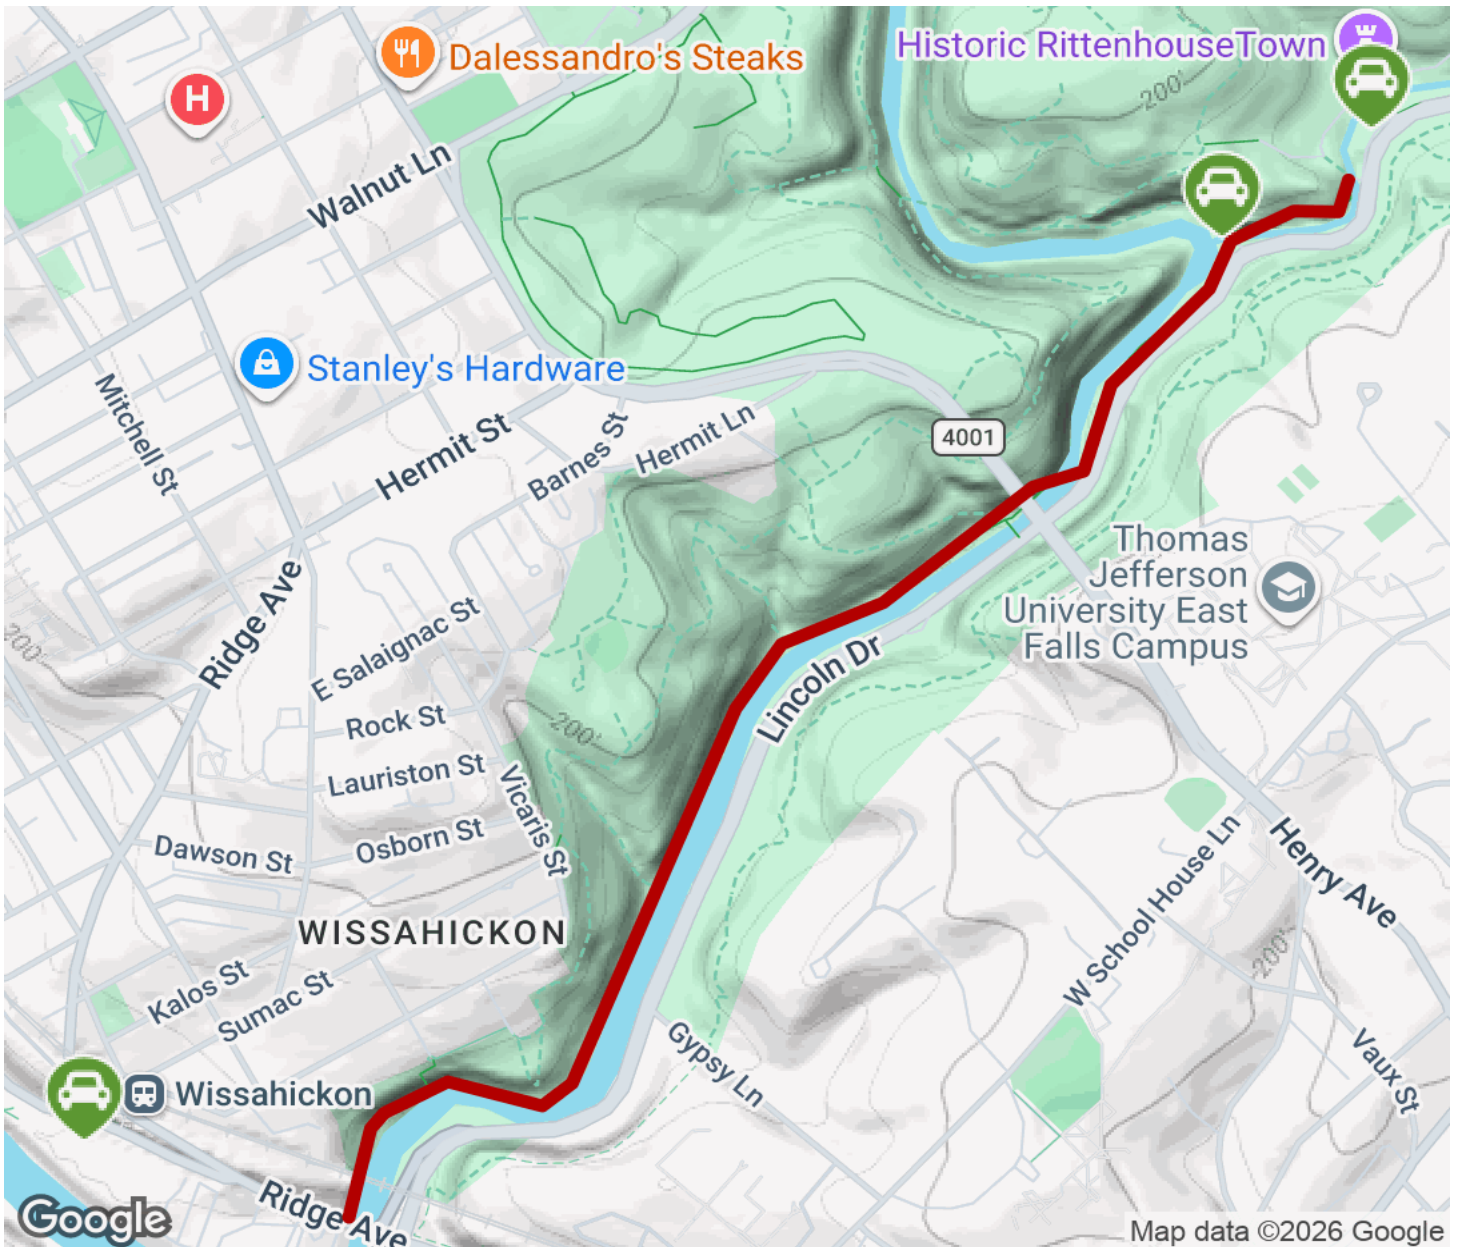 Historic RittenhouseTown
Dalessandro's Steaks
H
200'
Walnut Ln
Stanley's Hardware
Mitchell St
Hermit St
Barnes St
Hermit Ln
4001
Thomas
Jefferson
University East
Falls Campus
Ridge Ave
200'
E Salaignac St
Rock St
Lincoln Dr
200'
Lauriston St
Vicaris St
Osborn St
Dawson St
W School House Ln
Henry Ave
WISSAHICKON
200'
Kalos St
Sumac St
Gypsy Ln
Vaux St
Wissahickon
Ridge Ave
Google
Map data ©2026 Google